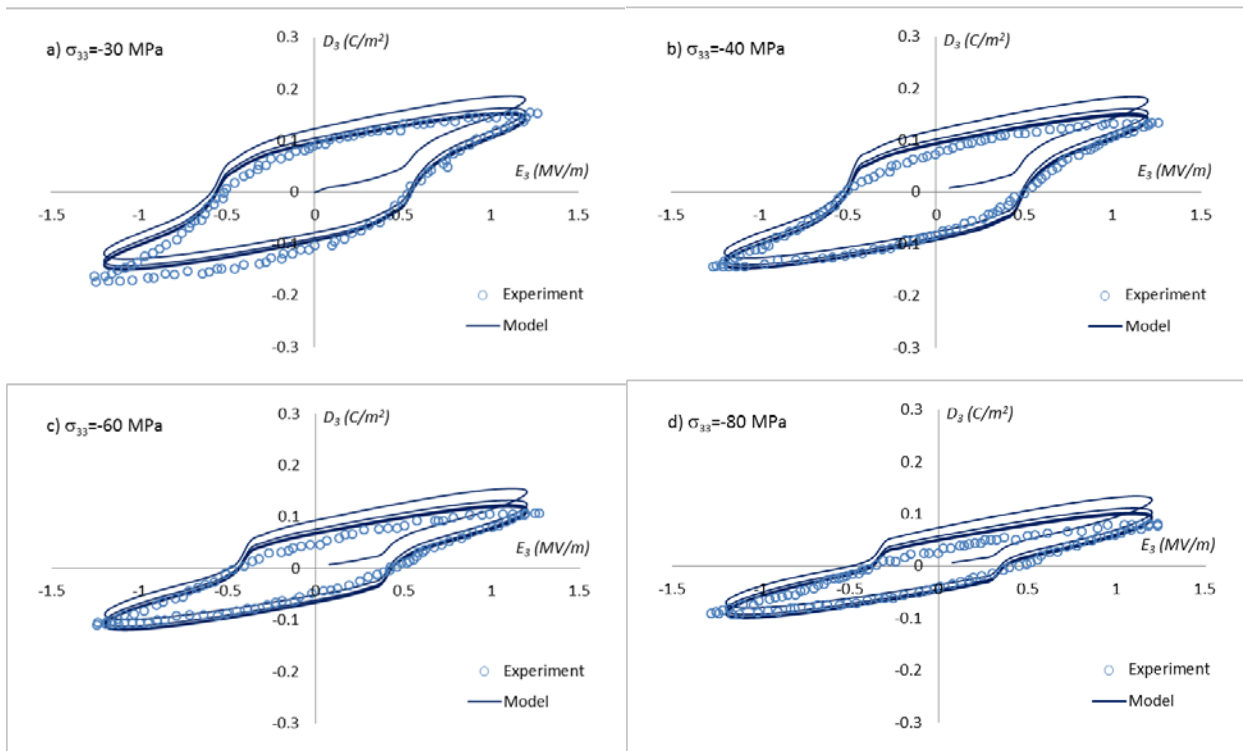 a) σ33=-30 MPa
D3 (C/m²)
0.3
0.2
0.1
E3 (MV/m)
0
-1.5
-1
-0.5
0
0.5
1
1.5
-0.1
-0.2
-0.3
Experiment
Model
b) σ33=-40 MPa
D3 (C/m²)
0.3
0.2
0.1
E3 (MV/m)
0
-1.5
-1
-0.5
0
0.5
1
1.5
-0.1
-0.2
-0.3
Experiment
Model
c) σ33=-60 MPa
D3 (C/m²)
0.3
0.2
0.1
E3 (MV/m)
0
-1.5
-1
-0.5
0
0.5
1
1.5
-0.1
-0.2
-0.3
Experiment
Model
d) σ33=-80 MPa
D3 (C/m²)
0.3
0.2
0.1
E3 (MV/m)
0
-1.5
-1
-0.5
0
0.5
1
1.5
-0.1
-0.2
-0.3
Experiment
Model